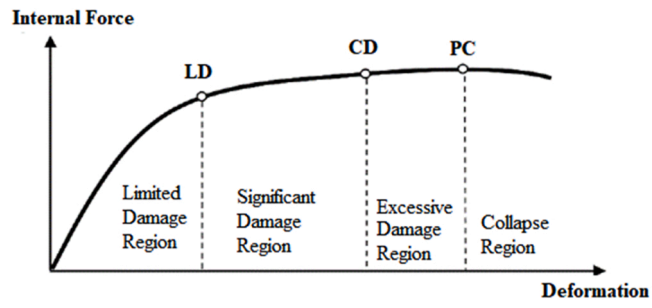 Internal Force
LD
CD
PC
Limited
Damage
Region
Significant
Damage
Region
Excessive
Damage
Region
Collapse
Region
Deformation